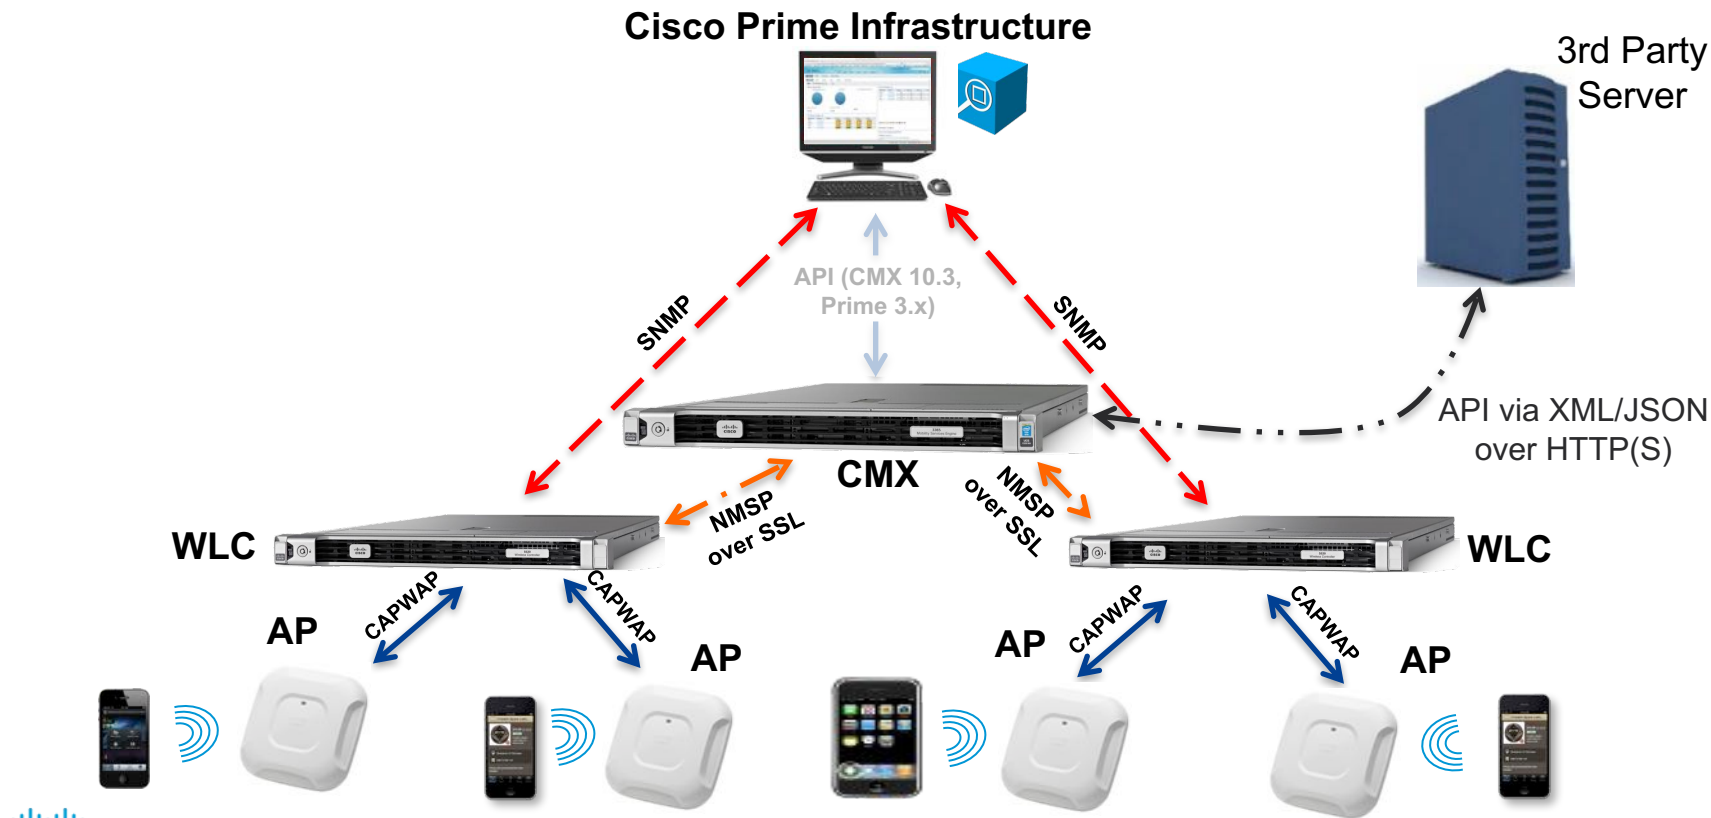 Cisco Prime Infrastructure
3rd Party
Server
API (CMX 10.3,
Prime 3.x)
SNMP
SNMP
API via XML/JSON
over HTTP(S)
CMX
NMSP
over SSL
NMSP
over SSL
WLC
WLC
CAPWAP
CAPWAP
CAPWAP
CAPWAP
AP
AP
AP
AP